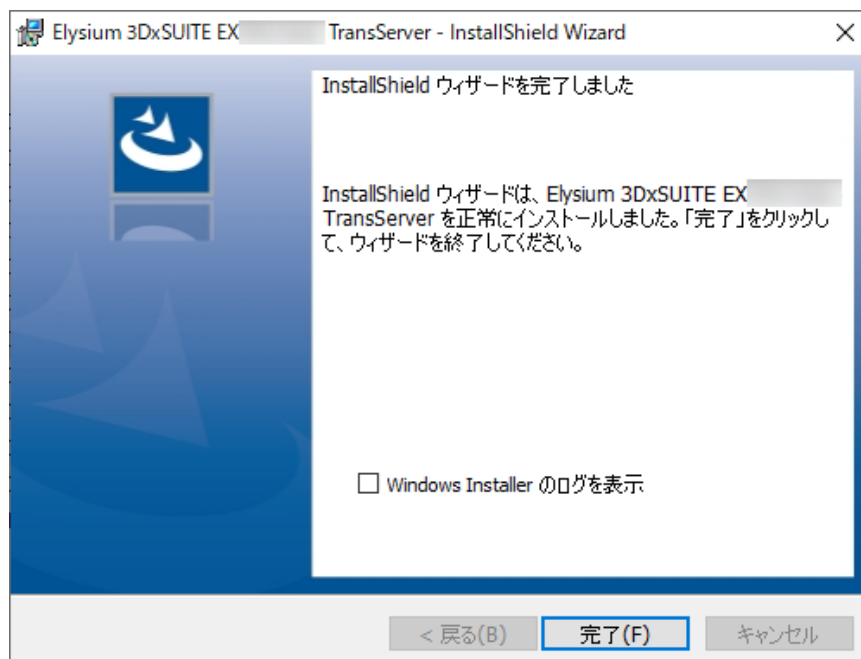 Elysium 3DxSUITE EX TransServer - InstallShield Wizard
InstallShield ウィザードを完了しました
InstallShield ウィザードは、Elysium 3DxSUITE EX
TransServer を正常にインストールしました。「完了」をクリックし
て、ウィザードを終了してください。
Windows Installer のログを表示
< 戻る(B)
完了(F)
キャンセル